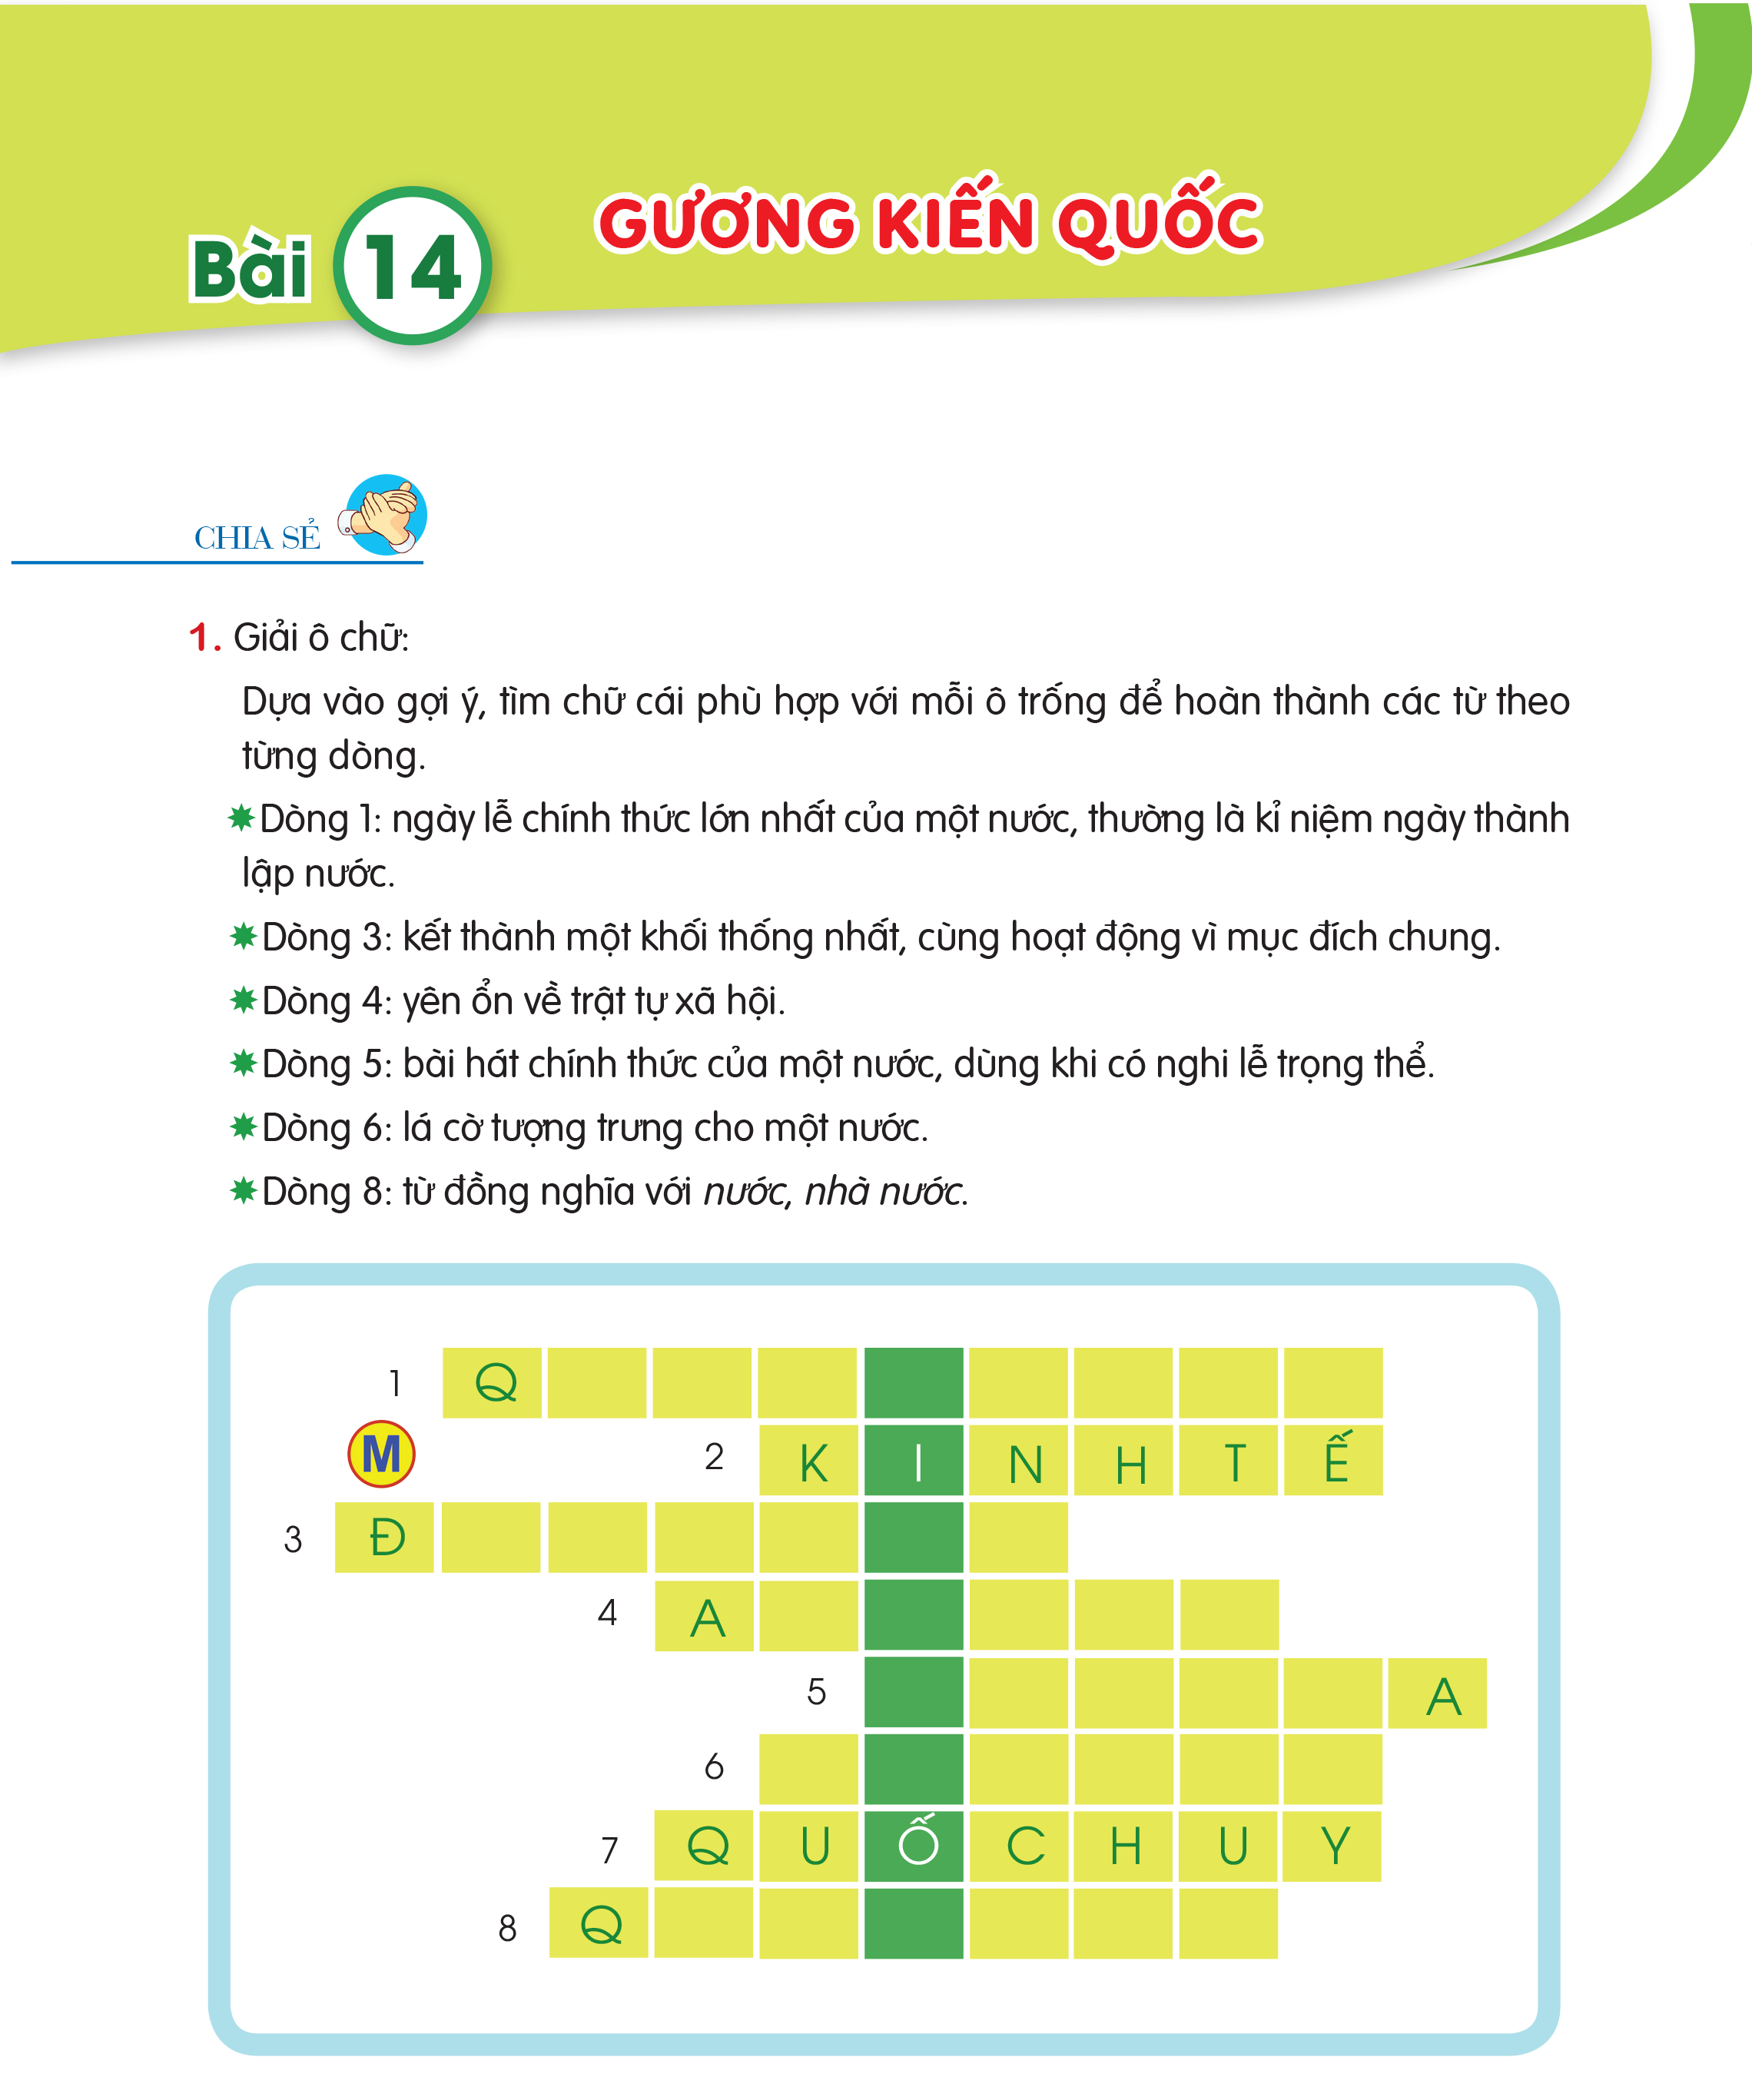 GƯƠNG KIẾN QUỐC
Bài 14
CHIA SẺ
1. Giải ô chữ:
Dựa vào gợi ý, tìm chữ cái phù hợp với mỗi ô trống để hoàn thành các từ theo
từng dòng.
Dòng 1: ngày lễ chính thức lớn nhất của một nước, thường là kỉ niệm ngày thành
lập nước.
Dòng 3: kết thành một khối thống nhất, cùng hoạt động vì mục đích chung.
Dòng 4: yên ổn về trật tự xã hội.
Dòng 5: bài hát chính thức của một nước, dùng khi có nghi lễ trọng thể.
Dòng 6: lá cờ tượng trưng cho một nước.
Dòng 8: từ đồng nghĩa với nước, nhà nước.
1 Q
M 2 K I N H T Ế
3 Đ
4 A
5 A
6
7 Q U Ố C H U Y
8 Q